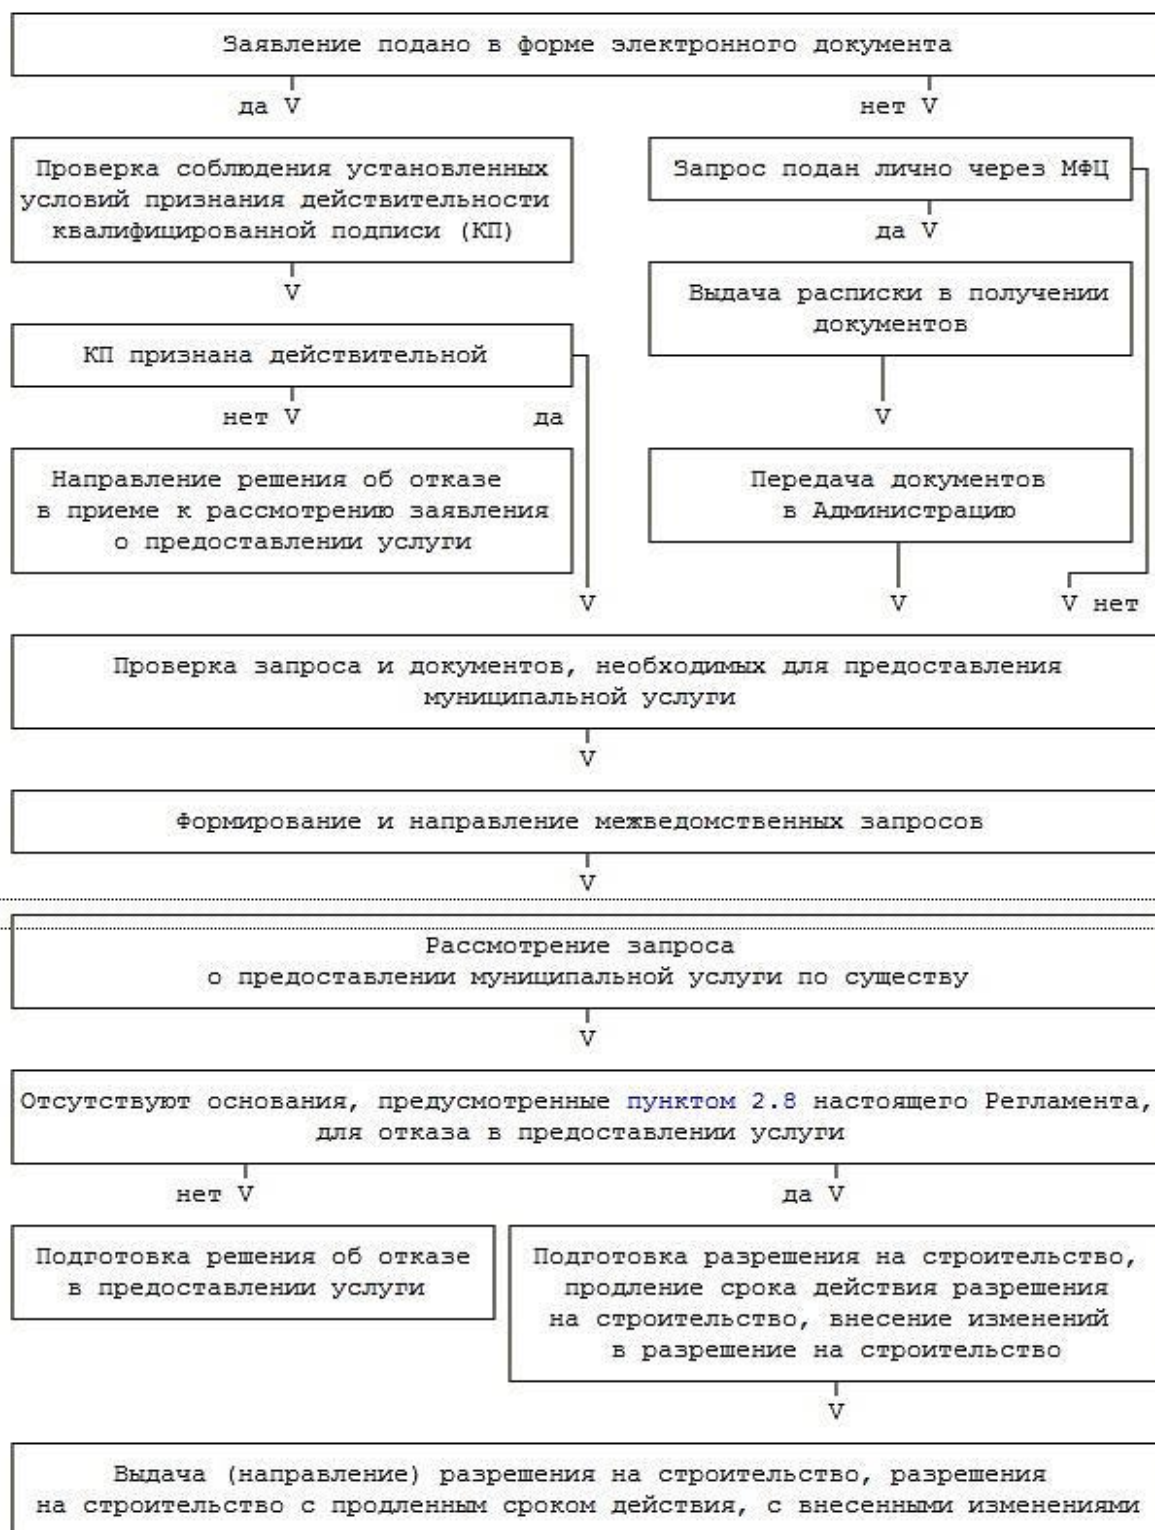 Заявление подано в форме электронного документа
да V
нет V
Проверка соблюдения установленных
условий признания действительности
квалифицированной подписи (КП)
V
КП признана действительной
нет V
да
Направление решения об отказе
в приеме к рассмотрению заявления
о предоставлении услуги
V
Запрос подан лично через МФЦ
да V
Выдача расписки в получении
документов
V
Передача документов
в Администрацию
V
V нет
Проверка запроса и документов, необходимых для предоставления
муниципальной услуги
V
Формирование и направление межведомственных запросов
V
Рассмотрение запроса
о предоставлении муниципальной услуги по существу
V
Отсутствуют основания, предусмотренные пунктом 2.8 настоящего Регламента,
для отказа в предоставлении услуги
нет V
да V
Подготовка решения об отказе
в предоставлении услуги
Подготовка разрешения на строительство,
продление срока действия разрешения
на строительство, внесение изменений
в разрешение на строительство
V
Выдача (направление) разрешения на строительство, разрешения
на строительство с продленным сроком действия, с внесенными изменениями